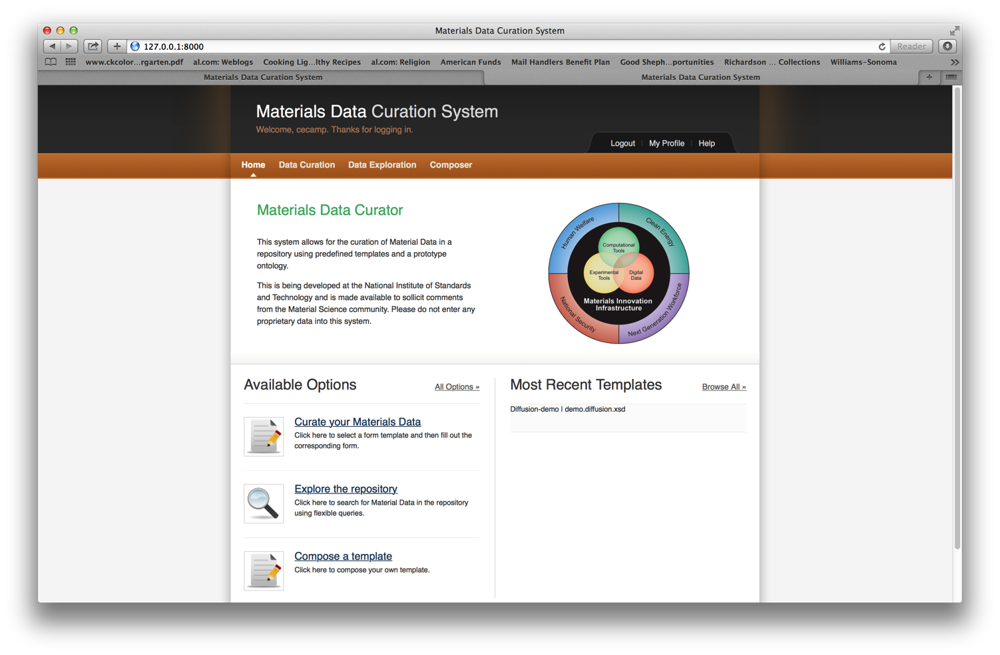 Materials Data Curation System
127.0.0.1:8000
Reader
www.ckcolor...rgarten.pdf al.com: Weblogs Cooking Lig...lthy Recipes al.com: Religion American Funds Mail Handlers Benefit Plan Good Sheph...portunities Richardson ... Collections Williams-Sonoma
Materials Data Curation System Materials Data Curation System
Materials Data Curation System
Welcome, cecamp. Thanks for logging in.
Logout | My Profile | Help
Home Data Curation Data Exploration Composer
Materials Data Curator
This system allows for the curation of Material Data in a
repository using predefined templates and a prototype
ontology.
This is being developed at the National Institute of Standards
and Technology and is made available to sollicit comments
from the Material Science community. Please do not enter any
proprietary data into this system.
Human Welfare
Clean Energy
Computational
Tools
Experimental
Tools
Digital
Data
Materials Innovation
Infrastructure
National Security
Next Generation Workforce
Available Options
All Options »
Curate your Materials Data
Click here to select a form template and then fill out the
corresponding form.
Explore the repository
Click here to search for Material Data in the repository
using flexible queries.
Compose a template
Click here to compose your own template.
Most Recent Templates
Browse All »
Diffusion-demo | demo.diffusion.xsd